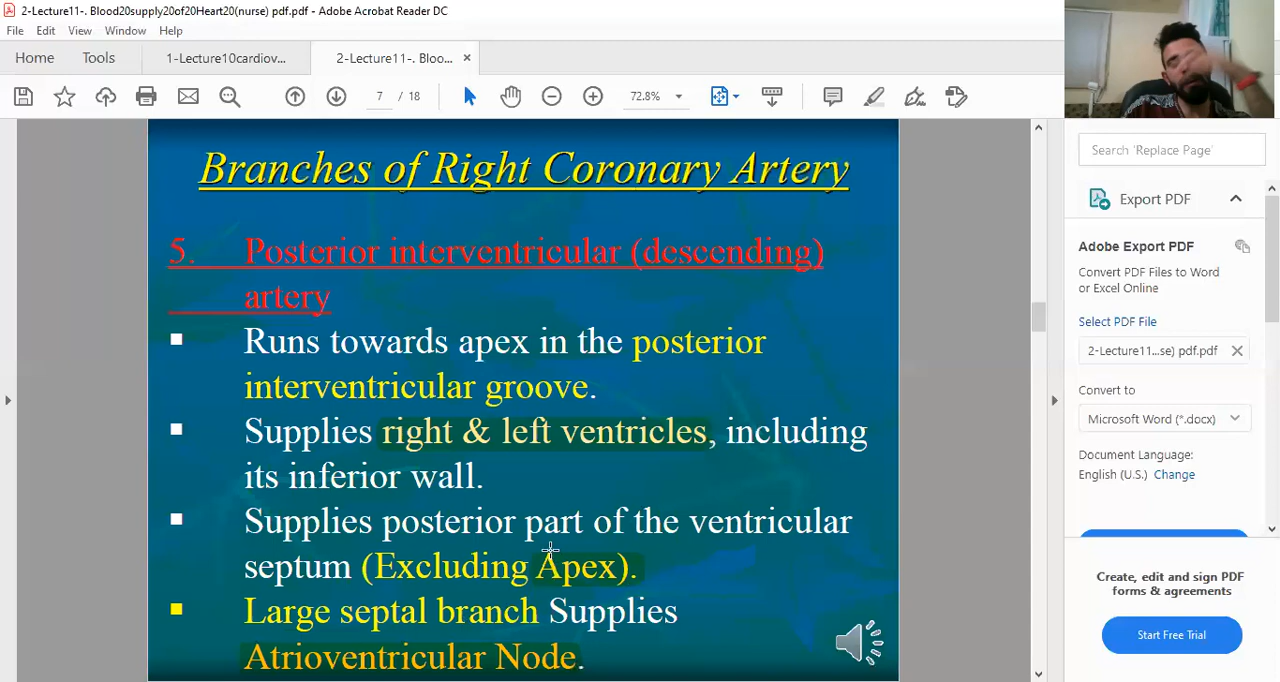 2-Lecture11-. Blood20supply20of20Heart20(nurse) pdf.pdf - Adobe Acrobat Reader DC
File Edit View Window Help
Home Tools 1-Lecture10cardiov... 2-Lecture11-. Bloo... ×
7 / 18 72.8%
Branches of Right Coronary Artery
5. Posterior interventricular (descending)
artery
Runs towards apex in the posterior
interventricular groove.
Supplies right & left ventricles, including
its inferior wall.
Supplies posterior part of the ventricular
septum (Excluding Apex).
Large septal branch Supplies
Atrioventricular Node.
Search 'Replace Page'
Export PDF
Adobe Export PDF
Convert PDF Files to Word
or Excel Online
Select PDF File
2-Lecture11...se) pdf.pdf
Convert to
Microsoft Word (*.docx)
Document Language:
English (U.S.) Change
Create, edit and sign PDF
forms & agreements
Start Free Trial